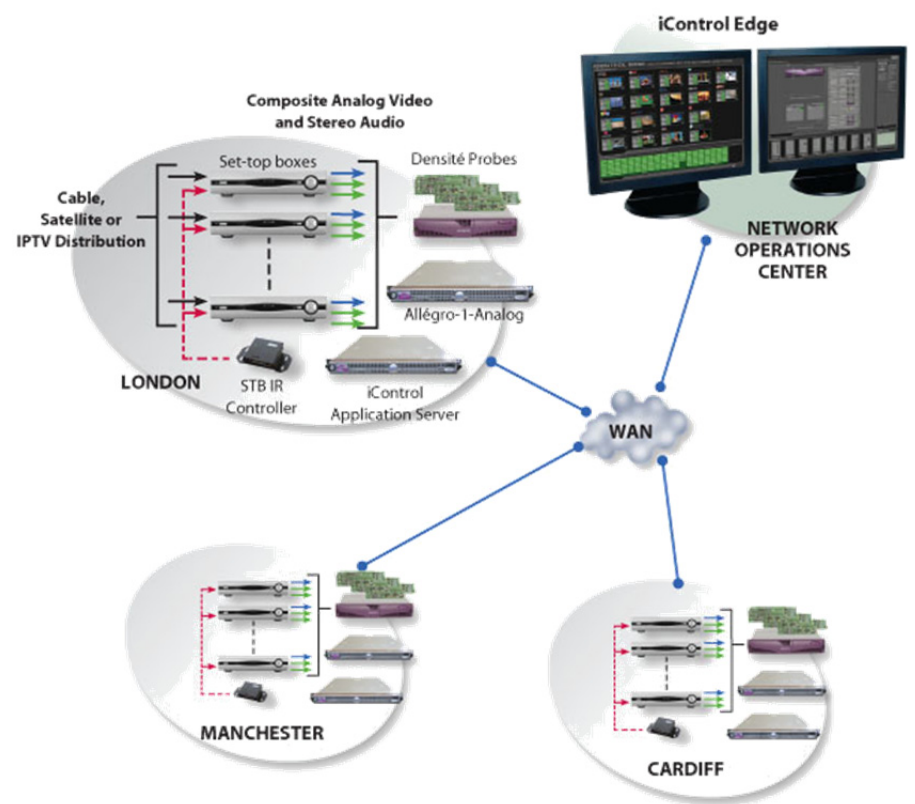 iControl Edge
Composite Analog Video
and Stereo Audio
Set-top boxes
Densité Probes
Cable,
Satellite or
IPTV Distribution
NETWORK
OPERATIONS
CENTER
Allégro-1-Analog
LONDON
STB IR
Controller
iControl
Application Server
WAN
MANCHESTER
CARDIFF